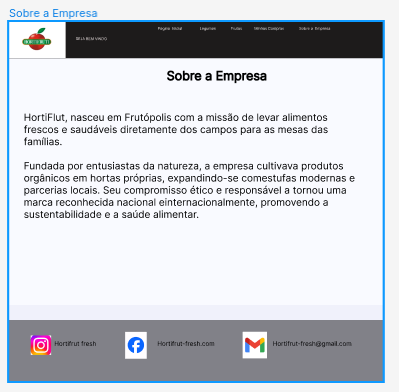 Sobre a Empresa
SEJA BEM VINDO
Pagina Inicial
Legumes
Frutas
Minhas Compras
Sobre a Empresa
Sobre a Empresa
HortiFlut, nasceu em Frutópolis com a missão de levar alimentos
frescos e saudáveis diretamente dos campos para as mesas das
famílias.
Fundada por entusiastas da natureza, a empresa cultivava produtos
orgânicos em hortas próprias, expandindo-se comestufas modernas e
parcerias locais. Seu compromisso ético e responsável a tornou uma
marca reconhecida nacional einternacionalmente, promovendo a
sustentabilidade e a saúde alimentar.
Hortifrut fresh
Hortifrut-fresh.com
Hortifrut-fresh@gmail.com